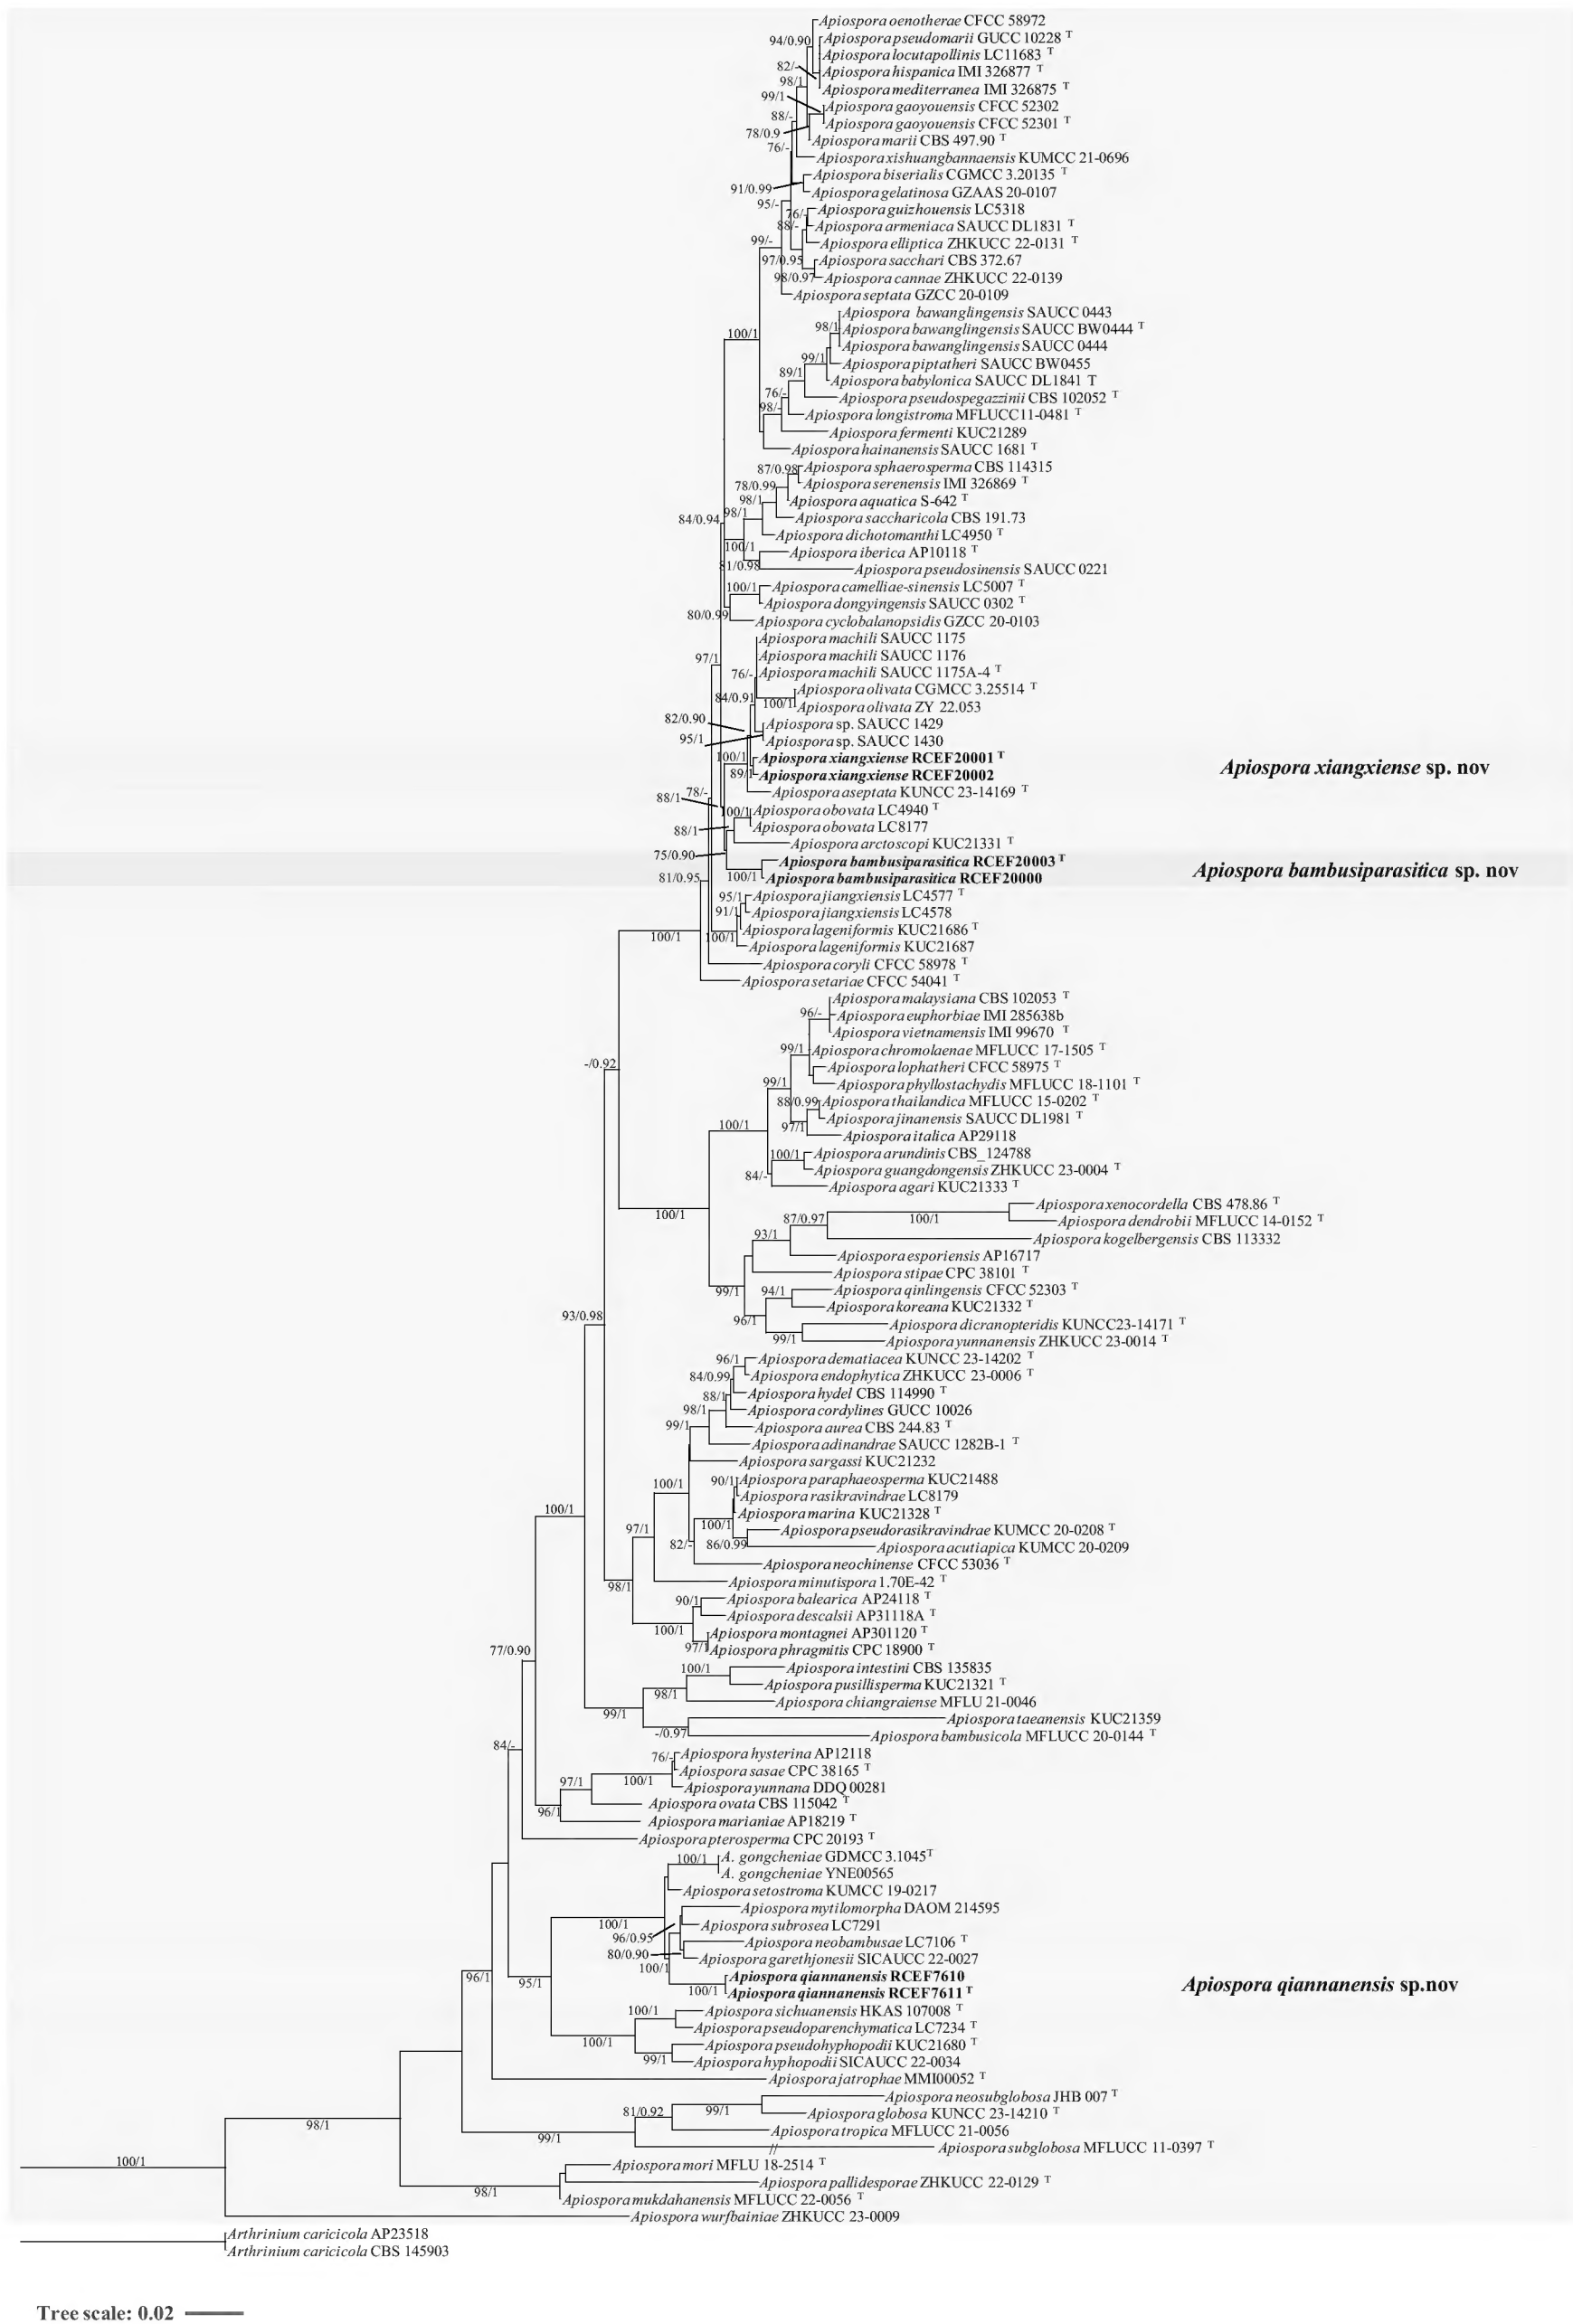 Apiospora oenotherae CFCC 58972
94/0.90
Apiospora pseudomarii GUCC 10228 T
Apiospora locutapollinis LC11683 T
82/-
Apiospora hispanica IMI 326877 T
98/1
Apiospora mediterranea IMI 326875 T
99/1
Apiospora gaoyouensis CFCC 52302
88/-
Apiospora gaoyouensis CFCC 52301 T
78/0.9
Apiospora marii CBS 497.90 T
76/-
Apiospora xishuangbannaensis KUMCC 21-0696
Apiospora biserialis CGMCC 3.20135 T
91/0.99
Apiospora gelatinosa GZAAS 20-0107
95/-
Apiospora guizhouensis LC5318
76/-
88/-
Apiospora armeniaca SAUCC DL1831 T
99/-
Apiospora elliptica ZHKUCC 22-0131 T
97/0.95
Apiospora sacchari CBS 372.67
98/0.97
Apiospora cannae ZHKUCC 22-0139
Apiospora septata GZCC 20-0109
Apiospora bawanglingensis SAUCC 0443
98/1
Apiospora bawanglingensis SAUCC BW0444 T
100/1
Apiospora bawanglingensis SAUCC 0444
99/1
Apiospora piptatheri SAUCC BW0455
89/1
Apiospora babylonica SAUCC DL1841 T
76/-
Apiospora pseudospegazzinii CBS 102052 T
98/-
Apiospora longistroma MFLUCC11-0481 T
Apiospora fermenti KUC21289
Apiospora hainanensis SAUCC 1681 T
87/0.98
Apiospora sphaerosperma CBS 114315
78/0.99
Apiospora serenensis IMI 326869 T
98/1
Apiospora aquatica S-642 T
84/0.94
98/1
Apiospora saccharicola CBS 191.73
Apiospora dichotomanthi LC4950 T
100/1
Apiospora iberica AP10118 T
81/0.98
Apiospora pseudosinensis SAUCC 0221
100/1
Apiospora camelliae-sinensis LC5007 T
Apiospora dongyingensis SAUCC 0302 T
80/0.99
Apiospora cyclobalanopsidis GZCC 20-0103
Apiospora machili SAUCC 1175
97/1
Apiospora machili SAUCC 1176
76/-
Apiospora machili SAUCC 1175A-4 T
Apiospora olivata CGMCC 3.25514 T
84/0.91
100/1
Apiospora olivata ZY 22.053
82/0.90
Apiospora sp. SAUCC 1429
95/1
Apiospora sp. SAUCC 1430
100/1
Apiospora xiangxiense RCEF20001 T
Apiospora xiangxiense sp. nov
89/1
Apiospora xiangxiense RCEF20002
78/-
88/1
Apiospora aseptata KUNCC 23-14169 T
100/1
Apiospora obovata LC4940 T
88/1
Apiospora obovata LC8177
Apiospora arctoscopi KUC21331 T
75/0.90
Apiospora bambusiparasitica RCEF20003 T
Apiospora bambusiparasitica sp. nov
81/0.95
100/1
Apiospora bambusiparasitica RCEF20000
95/1
Apiospora jiangxiensis LC4577 T
91/1
Apiospora jiangxiensis LC4578
100/1
100/1
Apiospora lageniformis KUC21686 T
Apiospora lageniformis KUC21687
Apiospora coryli CFCC 58978 T
Apiospora setariae CFCC 54041 T
Apiospora malaysiana CBS 102053 T
96/-
Apiospora euphorbiae IMI 285638b
Apiospora vietnamensis IMI 99670 T
99/1
Apiospora chromolaenae MFLUCC 17-1505 T
-/0.92
Apiospora lophatheri CFCC 58975 T
99/1
Apiospora phyllostachydis MFLUCC 18-1101 T
88/0.99
Apiospora thailandica MFLUCC 15-0202 T
100/1
Apiospora jinanensis SAUCC DL1981 T
97/1
Apiospora italica AP29118
100/1
Apiospora arundinis CBS_124788
Apiospora guangdongensis ZHKUCC 23-0004 T
84/-
Apiospora agari KUC21333 T
Apiospora xenocordella CBS 478.86 T
100/1
87/0.97
100/1
Apiospora dendrobii MFLUCC 14-0152 T
93/1
Apiospora kogelbergensis CBS 113332
Apiospora esporiensis AP16717
Apiospora stipae CPC 38101 T
99/1
94/1
Apiospora qinlingensis CFCC 52303 T
Apiospora koreana KUC21332 T
93/0.98
96/1
Apiospora dicranopteridis KUNCC23-14171 T
99/1
Apiospora yunnanensis ZHKUCC 23-0014 T
96/1
Apiospora dematiacea KUNCC 23-14202 T
84/0.99
Apiospora endophytica ZHKUCC 23-0006 T
88/1
Apiospora hydel CBS 114990 T
98/1
Apiospora cordylines GUCC 10026
99/1
Apiospora aurea CBS 244.83 T
Apiospora adinandrae SAUCC 1282B-1 T
Apiospora sargassi KUC21232
100/1
90/1
Apiospora paraphaeosperma KUC21488
Apiospora rasikravindrae LC8179
100/1
Apiospora marina KUC21328 T
97/1
100/1
Apiospora pseudorasikravindrae KUMCC 20-0208 T
82/-
86/0.99
Apiospora acutiapica KUMCC 20-0209
Apiospora neochinense CFCC 53036 T
98/1
Apiospora minutispora 1.70E-42 T
90/1
Apiospora balearica AP24118 T
Apiospora descalsii AP31118A T
100/1
Apiospora montagnei AP301120 T
97/1
Apiospora phragmitis CPC 18900 T
77/0.90
100/1
Apiospora intestini CBS 135835
Apiospora pusillisperma KUC21321 T
98/1
Apiospora chiangraiense MFLU 21-0046
99/1
Apiospora taeanensis KUC21359
-/0.97
Apiospora bambusicola MFLUCC 20-0144 T
84/-
76/-
Apiospora hysterina AP12118
Apiospora sasae CPC 38165 T
97/1
100/1
Apiospora yunnana DDQ 00281
Apiospora ovata CBS 115042 T
96/1
Apiospora marianiae AP18219 T
Apiospora pterosperma CPC 20193 T
100/1
A. gongcheniae GDMCC 3.1045 T
A. gongcheniae YNE00565
Apiospora setostroma KUMCC 19-0217
Apiospora mytilomorpha DAOM 214595
100/1
Apiospora subrosea LC7291
96/0.95
Apiospora neobambusae LC7106 T
80/0.90
Apiospora garethjonesii SICAUCC 22-0027
100/1
96/1
95/1
Apiospora qiannanensis RCEF7610
Apiospora qiannanensis sp.nov
100/1
Apiospora qiannanensis RCEF7611 T
100/1
Apiospora sichuanensis HKAS 107008 T
Apiospora pseudoparenchymatica LC7234 T
100/1
Apiospora pseudohyphopodii KUC21680 T
99/1
Apiospora hyphopodii SICAUCC 22-0034
Apiospora jatrophae MMI00052 T
Apiospora neosubglobosa JHB 007 T
81/0.92
99/1
Apiospora globosa KUNCC 23-14210 T
98/1
Apiospora tropica MFLUCC 21-0056
99/1
//
Apiospora subglobosa MFLUCC 11-0397 T
100/1
Apiospora mori MFLU 18-2514 T
Apiospora pallidesporae ZHKUCC 22-0129 T
98/1
Apiospora mukdahanensis MFLUCC 22-0056 T
Apiospora wurfbainiae ZHKUCC 23-0009
Arthrinium caricicola AP23518
Arthrinium caricicola CBS 145903
Tree scale: 0.02